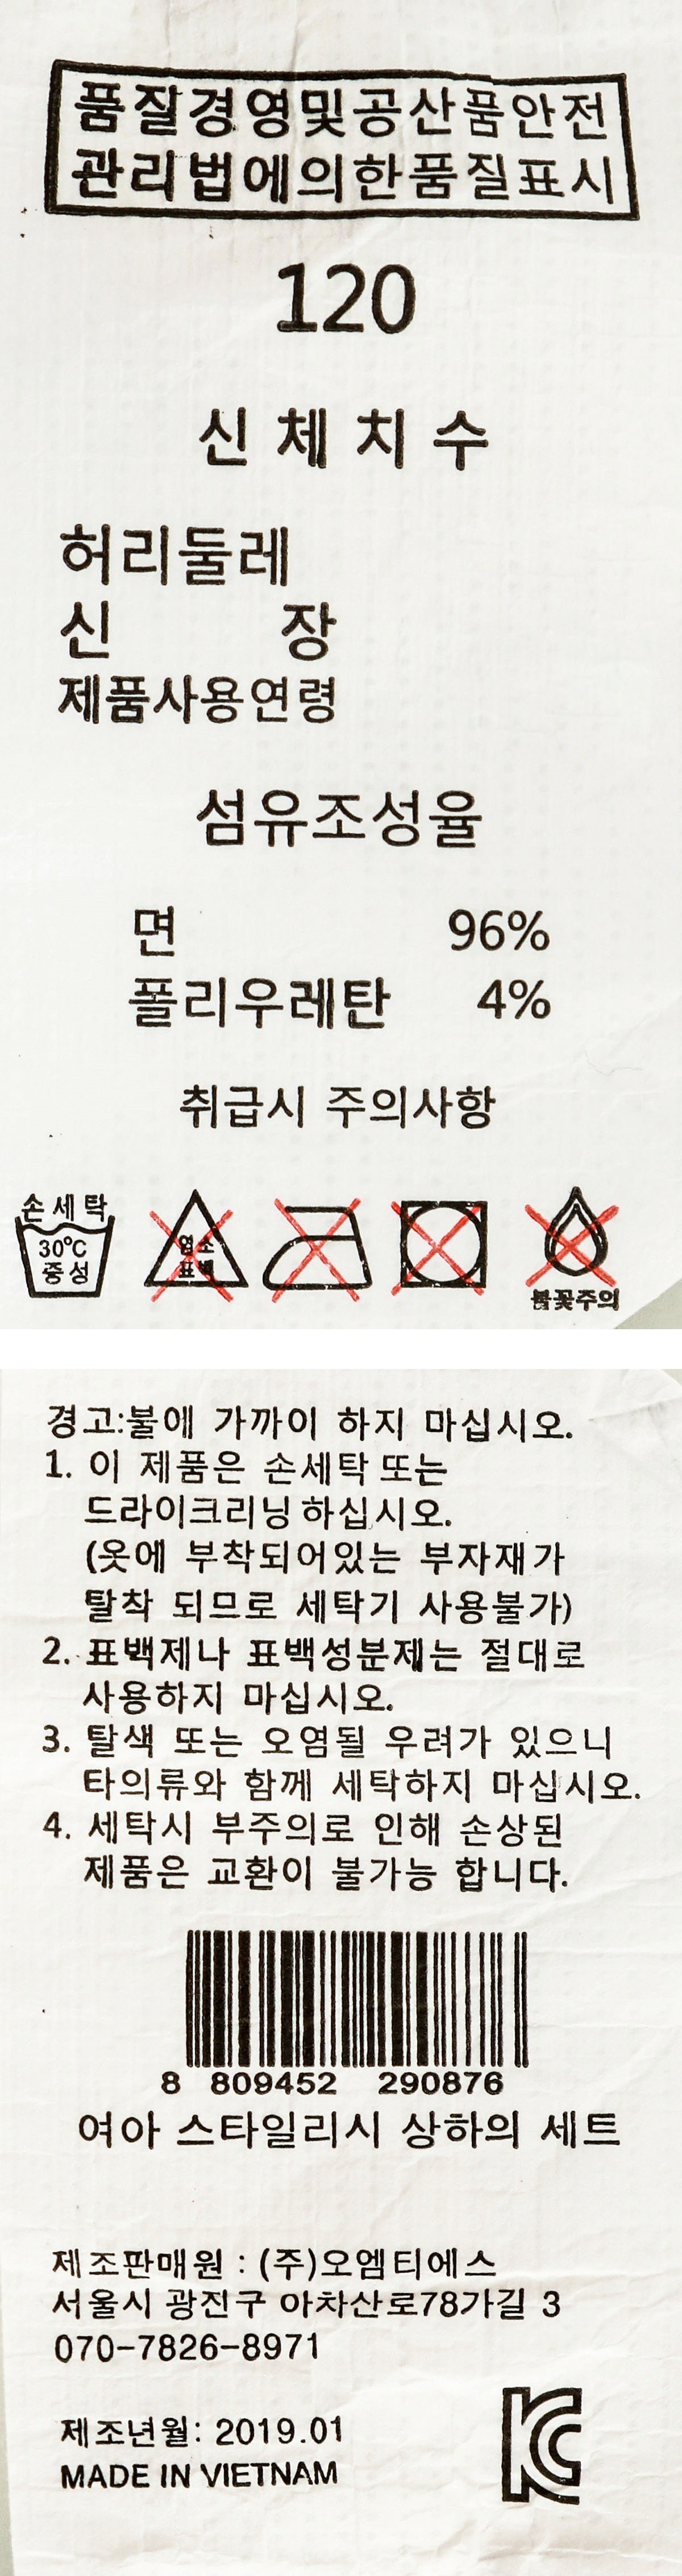 품잘경영및공산품안전
관리법에의한품질표시
120
신체치수
허리둘레
신 장
제품사용연령
섬유조성율
면 96%
폴리우레탄 4%
취급시 주의사항
손세탁
30℃
중성
염소
표백
불꽃주의
경고:불에 가까이 하지 마십시오.
1. 이 제품은 손세탁 또는
드라이크리닝 하십시오.
(옷에 부착되어있는 부자재가
탈착 되므로 세탁기 사용불가)
2. 표백제나 표백성분제는 절대로
사용하지 마십시오.
3. 탈색 또는 오염될 우려가 있으니
타의류와 함께 세탁하지 마십시오.
4. 세탁시 부주의로 인해 손상된
제품은 교환이 불가능 합니다.
8 809452 290876
여아 스타일리시 상하의 세트
제조판매원 : (주)오엠티에스
서울시 광진구 아차산로78가길 3
070-7826-8971
제조년월: 2019.01
MADE IN VIETNAM
KC